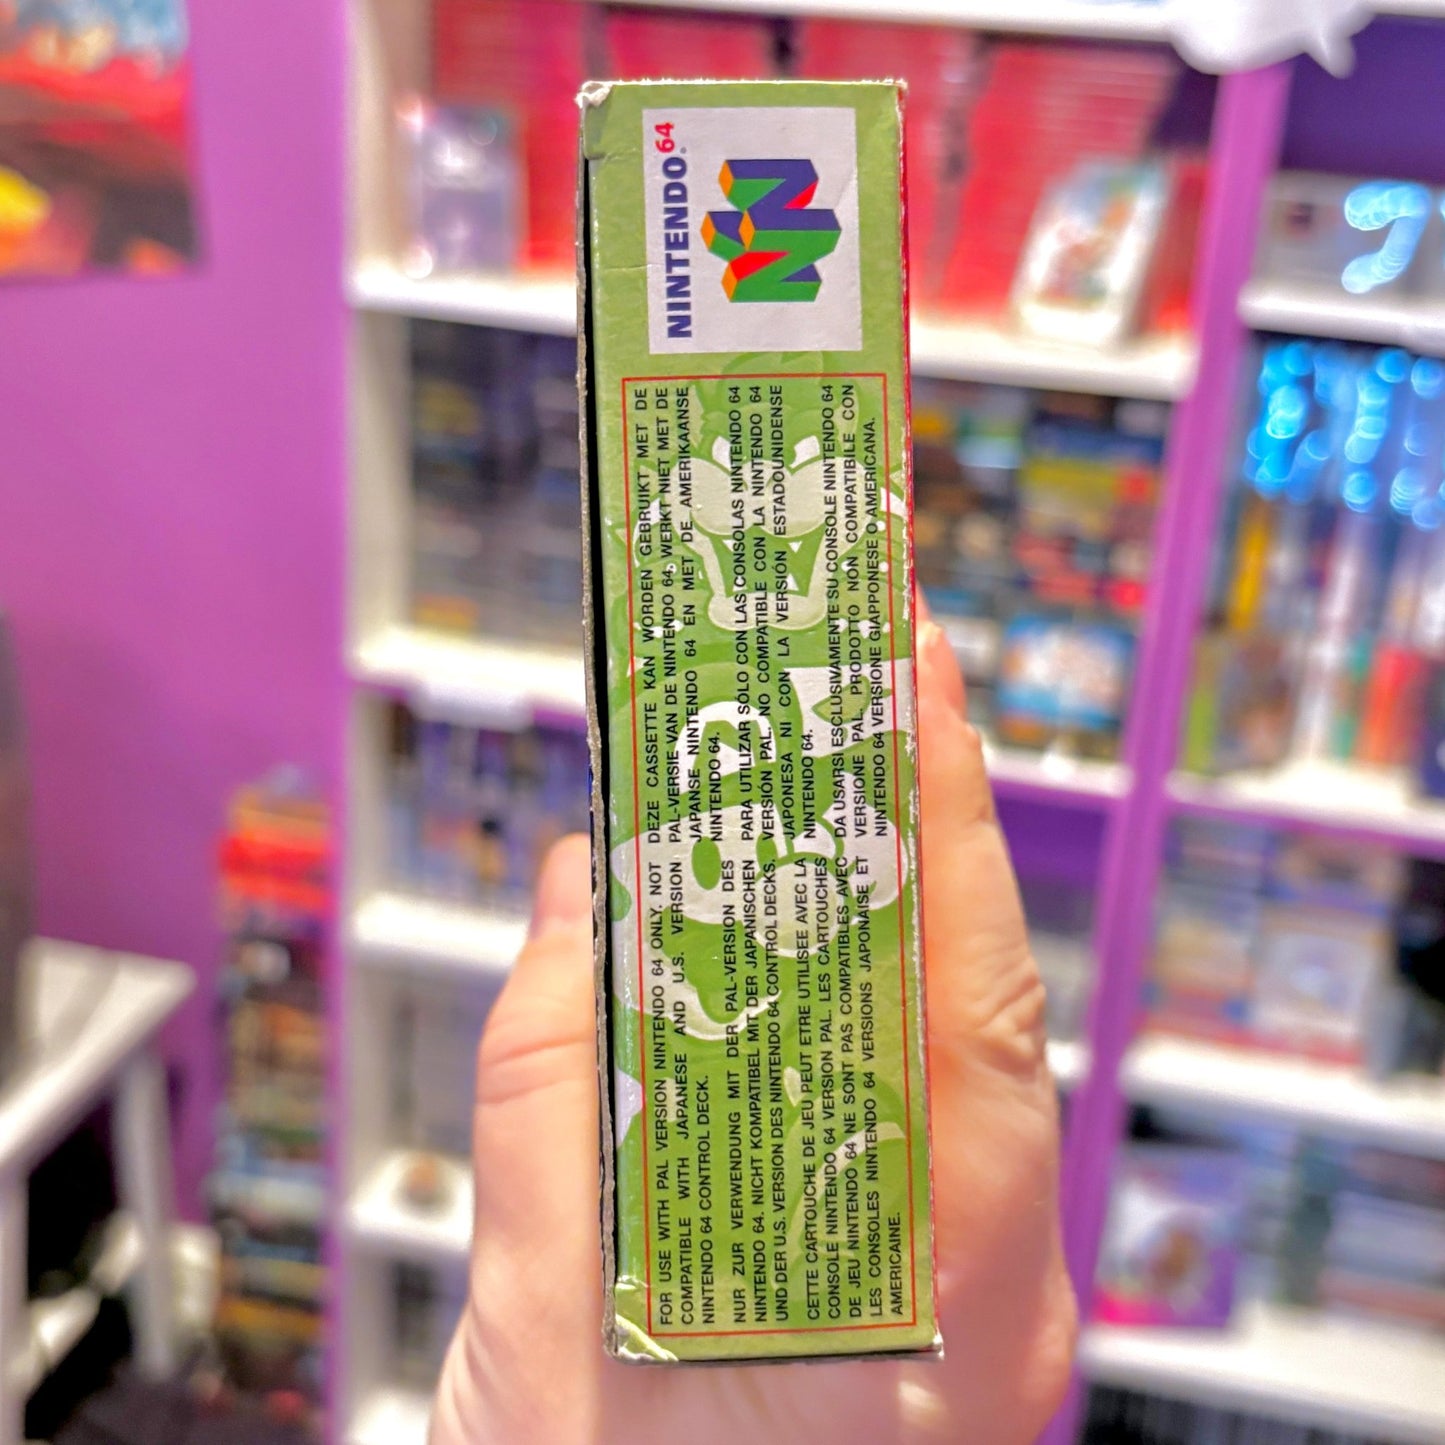 NINTENDO 64
FOR USE WITH PAL VERSION NINTENDO 64 ONLY. NOT
COMPATIBLE WITH JAPANESE AND U.S. VERSION
NINTENDO 64 CONTROL DECK.
NUR ZUR VERWENDUNG MIT DER PAL-VERSION DES
NINTENDO 64. NICHT KOMPATIBEL MIT DER JAPANISCHEN
UND DER U.S. VERSION DES NINTENDO 64 CONTROL DECKS.
CETTE CARTOUCHE DE JEU PEUT ETRE UTILISEE AVEC LA
CONSOLE NINTENDO 64 VERSION PAL. LES CARTOUCHES
DE JEU NINTENDO 64 NE SONT PAS COMPATIBLES AVEC
LES CONSOLES NINTENDO 64 VERSIONS JAPONAISE ET
AMERICAINE.
DEZE CASSETTE KAN WORDEN GEBRUIKT MET DE
PAL-VERSIE VAN DE NINTENDO 64. WERKT NIET MET DE
JAPANSE NINTENDO 64 EN MET DE AMERIKAANSE
NINTENDO 64.
PARA UTILIZAR SÓLO CON LAS CONSOLAS NINTENDO 64
VERSIÓN PAL. NO COMPATIBLE CON LA NINTENDO 64
JAPONESA NI CON LA VERSIÓN ESTADOUNIDENSE
NINTENDO 64.
DA USARSI ESCLUSIVAMENTE SU CONSOLE NINTENDO 64
VERSIONE PAL. PRODOTTO NON COMPATIBILE CON
NINTENDO 64 VERSIONE GIAPPONESE O AMERICANA.